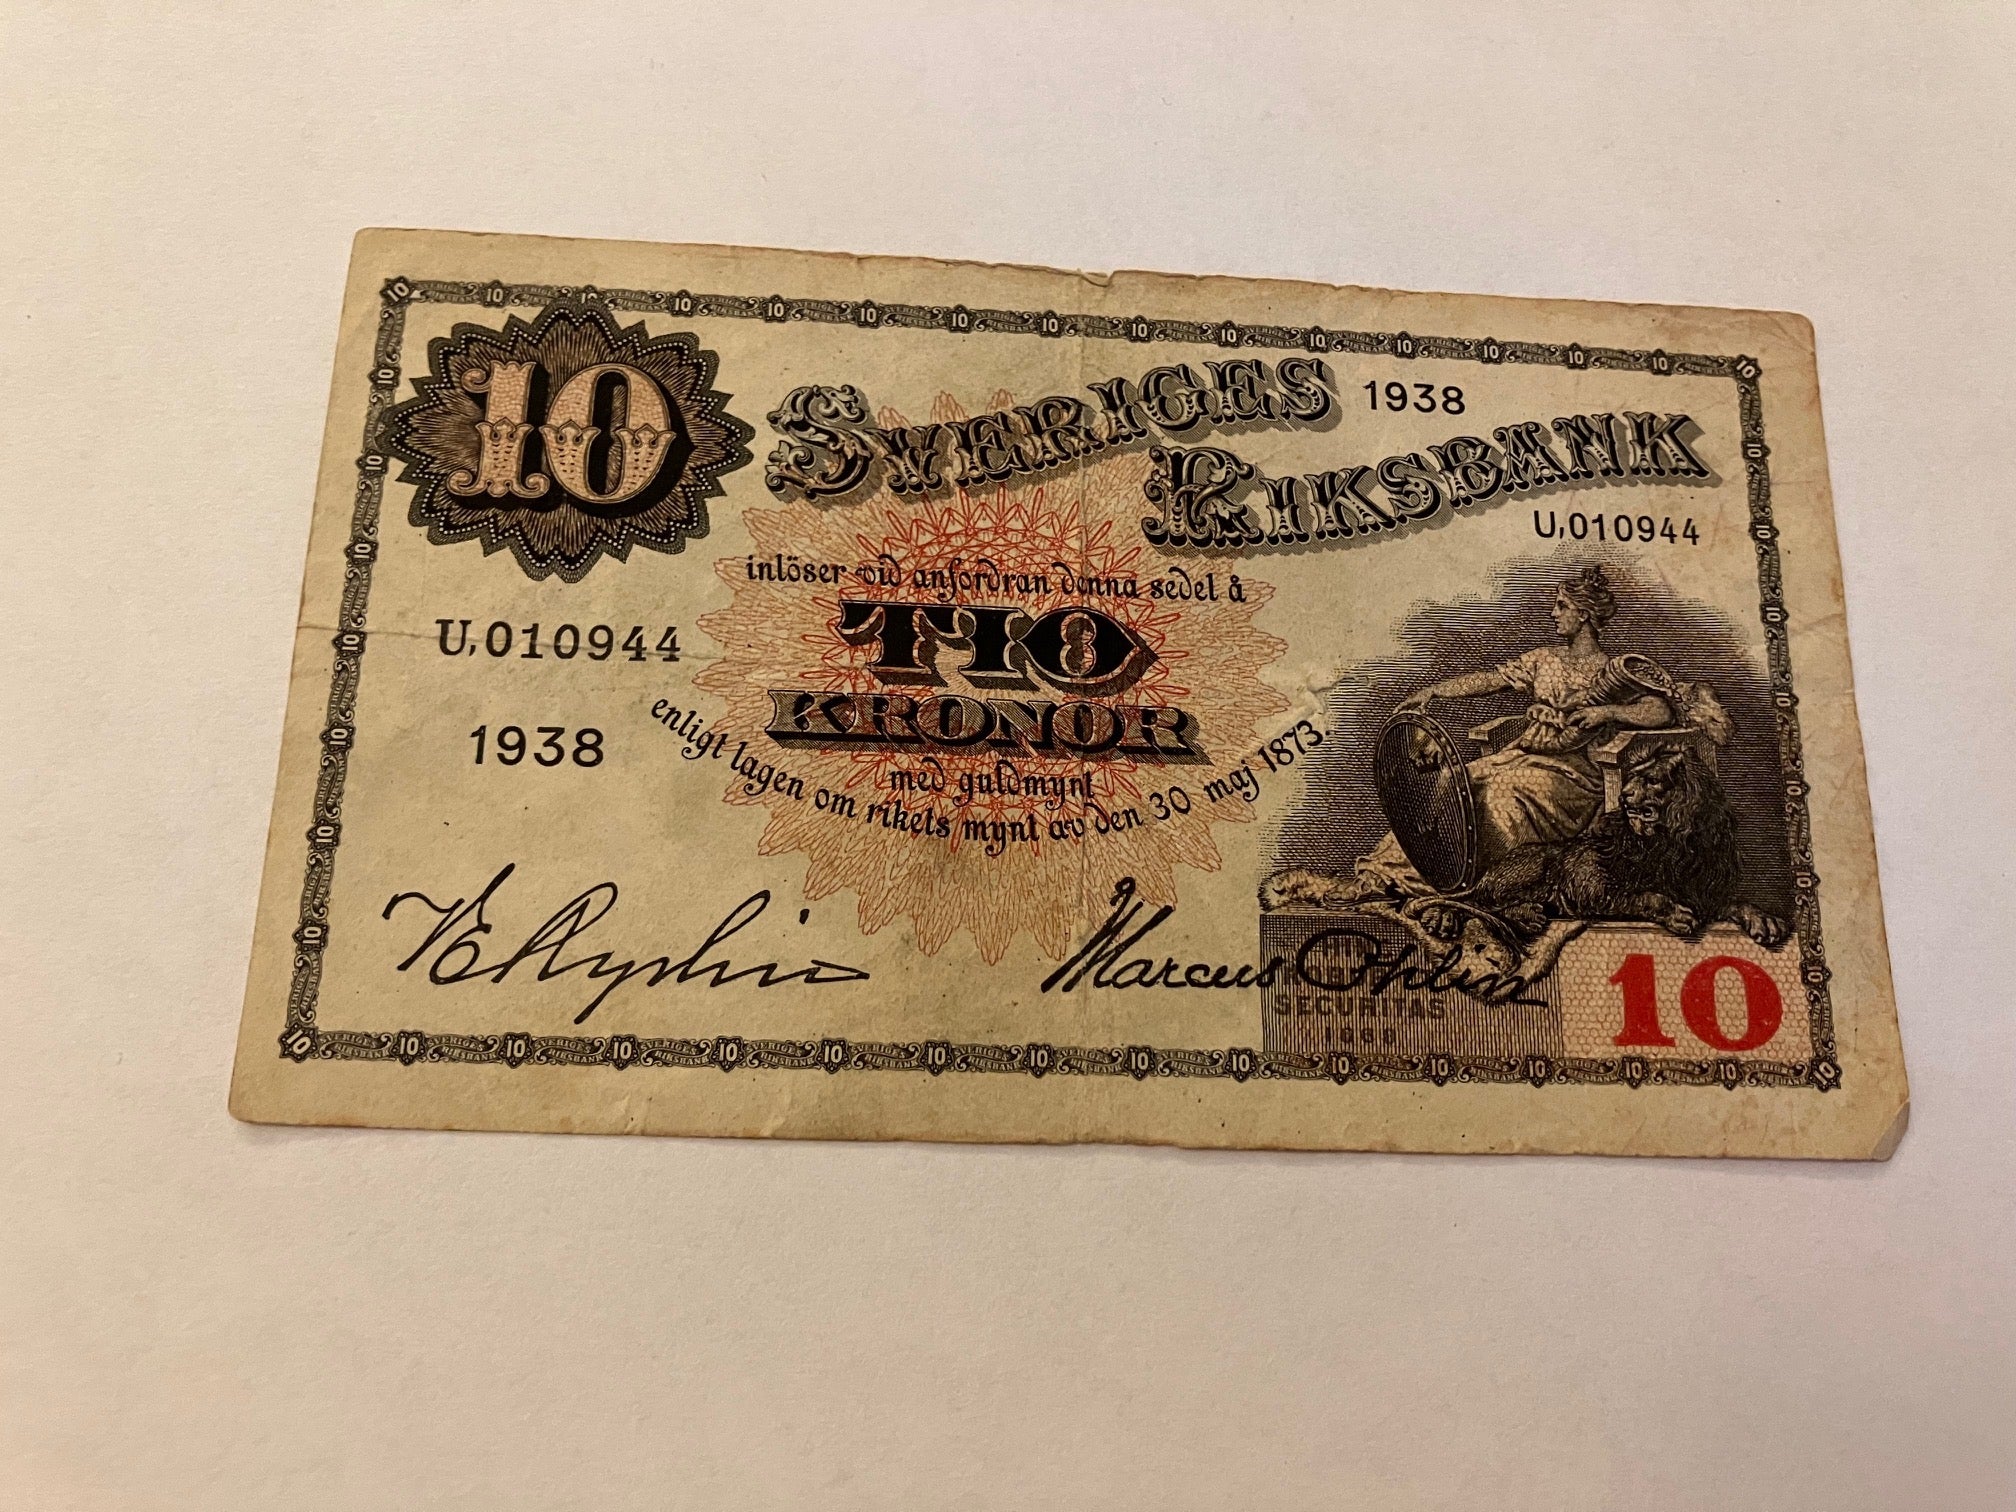 10
SVERIGES
1938
RIKSBANK
U,010944
inlöser vid anfordran denna sedel å
TIO
KRONOR
U,010944
1938
med guldmynt
enligt lagen om rikets mynt av den 30 maj 1873.
Marcus
SECURITAS
10